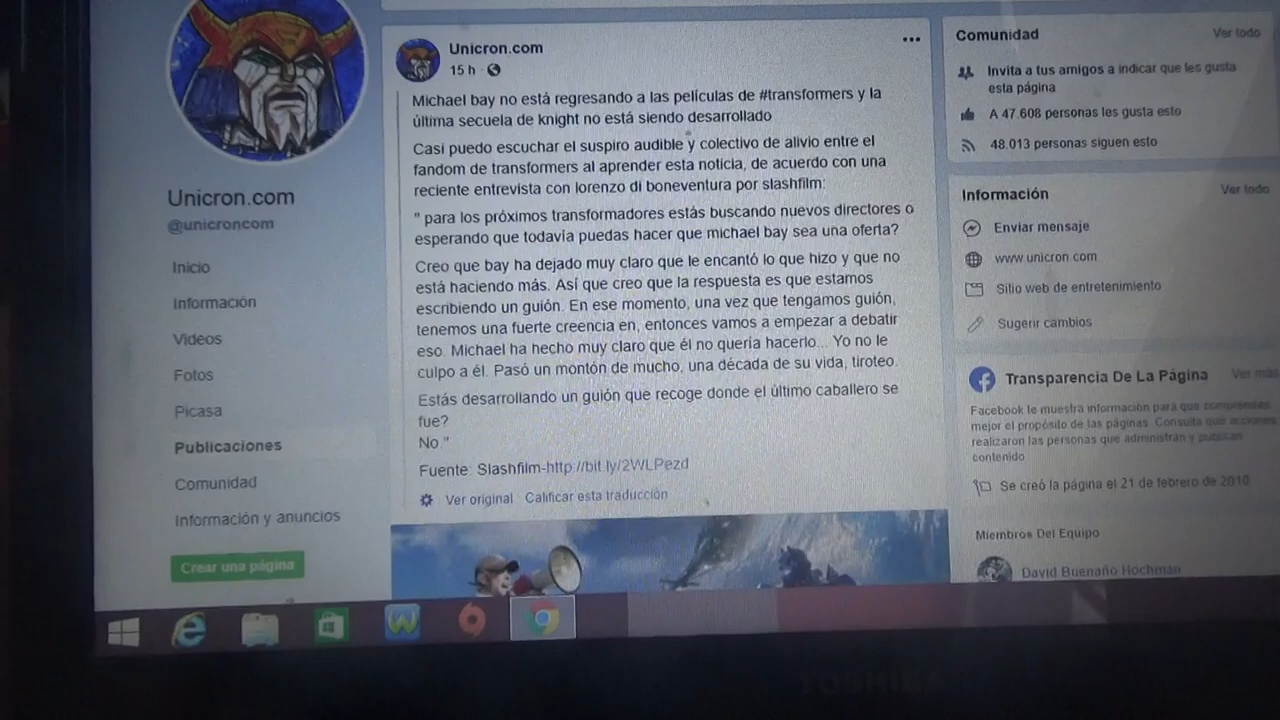 Unicron.com
15 h
Michael bay no está regresando a las películas de #transformers y la
última secuela de knight no está siendo desarrollado
Casi puedo escuchar el suspiro audible y colectivo de alivio entre el
fandom de transformers al aprender esta noticia, de acuerdo con una
reciente entrevista con lorenzo di boneventura por slashfilm:
" para los próximos transformadores estás buscando nuevos directores o
esperando que todavía puedas hacer que michael bay sea una oferta?
Creo que bay ha dejado muy claro que le encantó lo que hizo y que no
está haciendo más. Así que creo que la respuesta es que estamos
escribiendo un guión. En ese momento, una vez que tengamos guión,
tenemos una fuerte creencia en, entonces vamos a empezar a debatir
eso. Michael ha hecho muy claro que él no quería hacerlo... Yo no le
culpo a él. Pasó un montón de mucho, una década de su vida, tiroteo.
Estás desarrollando un guión que recoge donde el último caballero se
fue?
No."
Fuente: Slashfilm-http://bit.ly/2WLPezd
Ver original Calificar esta traducción
Unicron.com
@unicroncom
Inicio
Información
Videos
Fotos
Picasa
Publicaciones
Comunidad
Información y anuncios
Crear una página
Comunidad Ver todo
Invita a tus amigos a indicar que les gusta
esta página
A 47.608 personas les gusta esto
48.013 personas siguen esto
Información Ver todo
Enviar mensaje
www.unicron.com
Sitio web de entretenimiento
Sugerir cambios
Transparencia De La Página Ver más
Facebook te muestra información para que comprendas
mejor el propósito de las páginas. Consulta qué acciones
realizaron las personas que administran y publican
contenido
Se creó la página el 21 de febrero de 2010
Miembros Del Equipo
David Buenaño Hochman
TOSHIBA